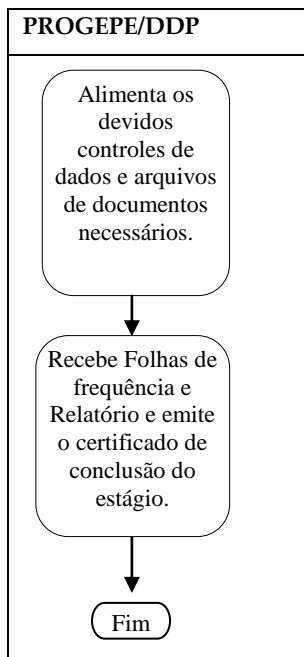 PROGEPE/DDP
Alimenta os
devidos
controles de
dados e arquivos
de documentos
necessários.
Recebe Folhas de
frequência e
Relatório e emite
o certificado de
conclusão do
estágio.
Fim